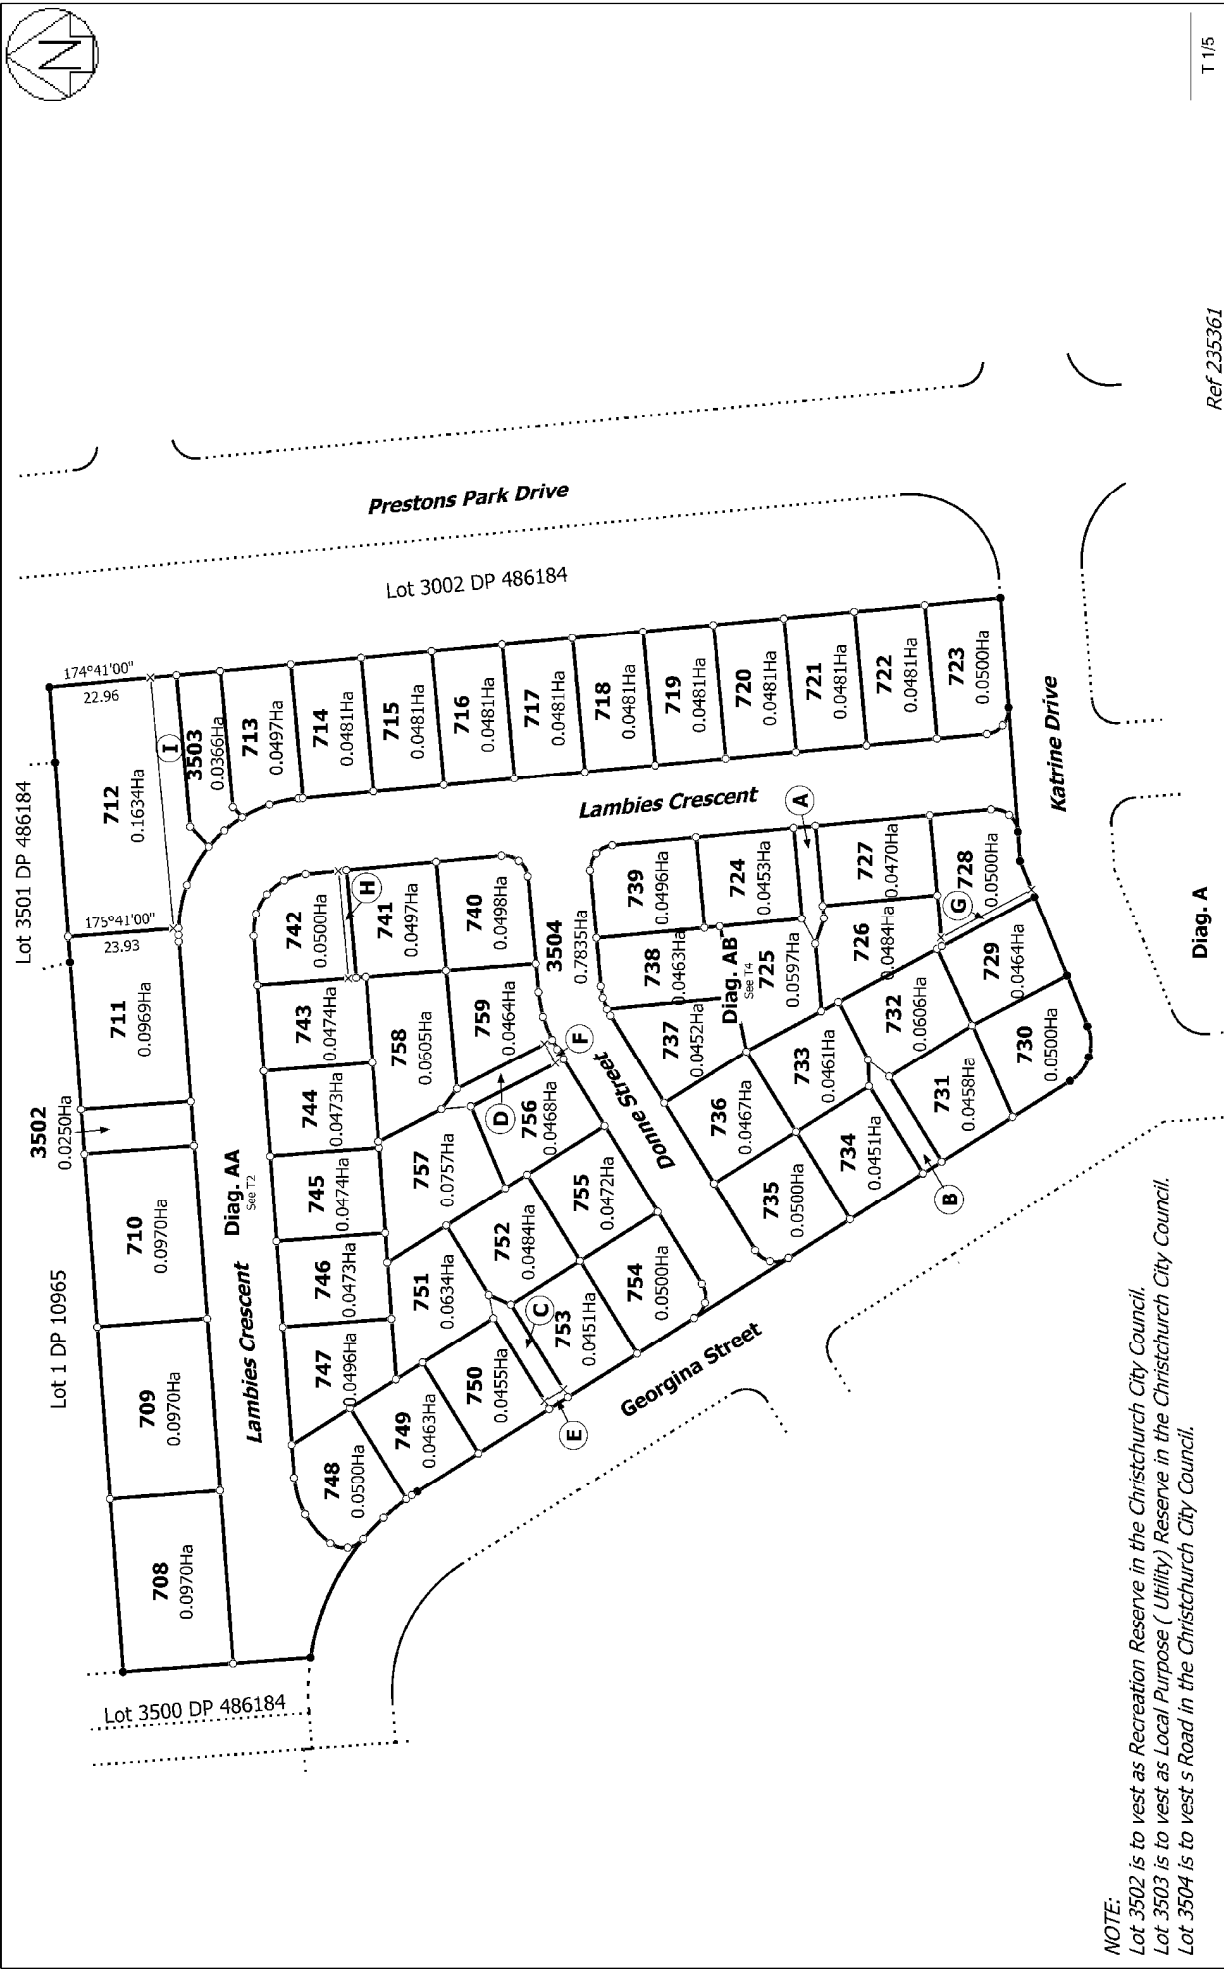 N
Lot 3501 DP 486184
Lot 1 DP 10965
Lot 3500 DP 486184
Lot 3002 DP 486184
Prestons Park Drive
174°41'00"
22.96
175°41'00"
23.93
708
0.0970Ha
709
0.0970Ha
710
0.0970Ha
3502
0.0250Ha
711
0.0969Ha
712
0.1634Ha
I
3503
0.0366Ha
713
0.0497Ha
714
0.0481Ha
715
0.0481Ha
716
0.0481Ha
717
0.0481Ha
718
0.0481Ha
719
0.0481Ha
720
0.0481Ha
721
0.0481Ha
722
0.0481Ha
723
0.0500Ha
Lambies Crescent
Diag. AA
See T2
Lambies Crescent
742
0.0500Ha
H
741
0.0497Ha
740
0.0498Ha
743
0.0474Ha
744
0.0473Ha
745
0.0474Ha
746
0.0473Ha
747
0.0496Ha
748
0.0500Ha
749
0.0463Ha
750
0.0455Ha
751
0.0634Ha
752
0.0484Ha
753
0.0451Ha
754
0.0500Ha
755
0.0472Ha
756
0.0468Ha
757
0.0757Ha
758
0.0605Ha
759
0.0464Ha
C
D
E
F
3504
0.7835Ha
Donne Street
Georgina Street
739
0.0496Ha
724
0.0453Ha
A
727
0.0470Ha
728
0.0500Ha
G
738
0.0463Ha
Diag. AB
See T4
725
0.0597Ha
726
0.0484Ha
729
0.0464Ha
737
0.0452Ha
733
0.0461Ha
732
0.0606Ha
730
0.0500Ha
736
0.0467Ha
734
0.0451Ha
731
0.0458Ha
735
0.0500Ha
B
Katrine Drive
Diag. A
NOTE:
Lot 3502 is to vest as Recreation Reserve in the Christchurch City Council.
Lot 3503 is to vest as Local Purpose ( Utility) Reserve in the Christchurch City Council.
Lot 3504 is to vest s Road in the Christchurch City Council.
Ref 235361
T 1/5